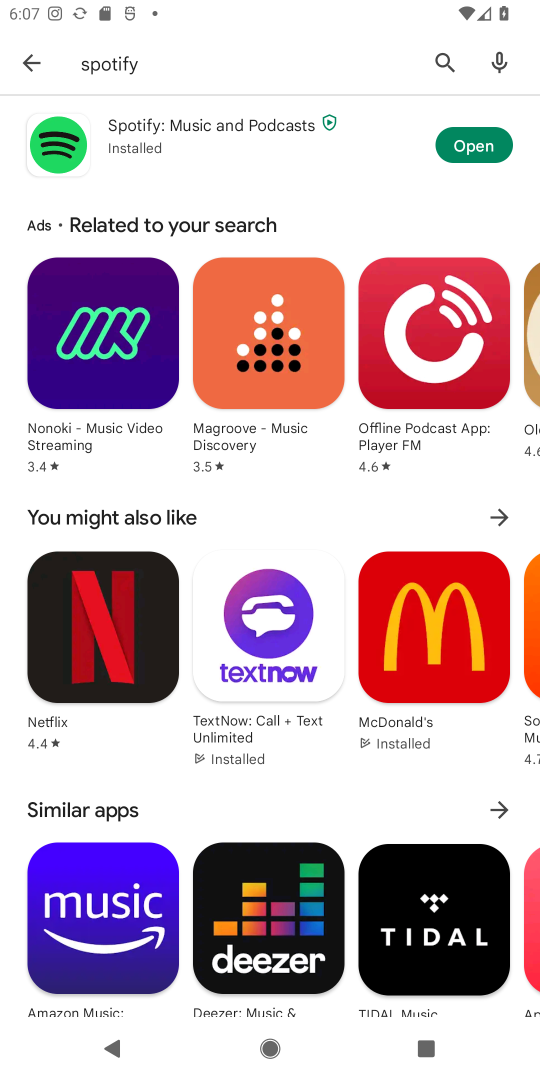 6:07
spotify
Spotify: Music and Podcasts
Installed
Open
Ads · Related to your search
Nonoki - Music Video
Streaming
3.4
Magroove - Music
Discovery
3.5
Offline Podcast App:
Player FM
4.6
Ol
4.6
You might also like
textnow
Netflix
4.4
TextNow: Call + Text
Unlimited
Installed
McDonald's
Installed
So
Mu
4.7
Similar apps
music
deezer
TIDAL
Amazon Music:
Deezer: Music &
TIDAL Music
Ap